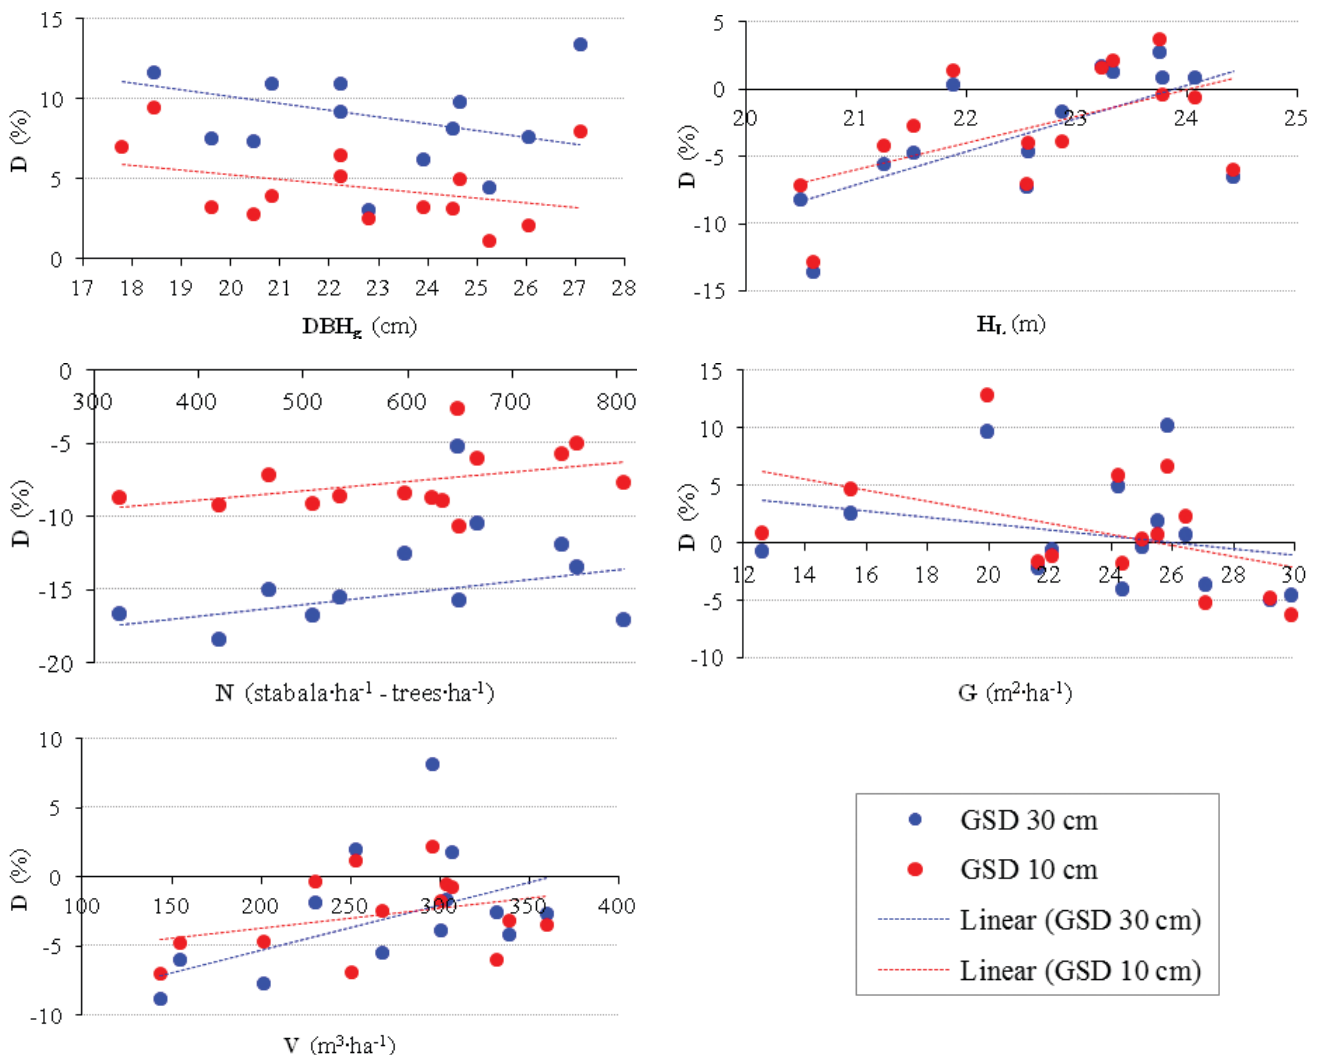 15
10
5
0
D (%)
17 18 19 20 21 22 23 24 25 26 27 28
DBHg (cm)
5
0
-5
-10
-15
D (%)
20 21 22 23 24 25
HL (m)
0
-5
-10
-15
-20
D (%)
300 400 500 600 700 800
N (stabala·ha-1 - trees·ha-1)
15
10
5
0
-5
-10
D (%)
12 14 16 18 20 22 24 26 28 30
G (m2·ha-1)
10
5
0
-5
-10
D (%)
100 150 200 250 300 350 400
V (m3·ha-1)
GSD 30 cm
GSD 10 cm
Linear (GSD 30 cm)
Linear (GSD 10 cm)